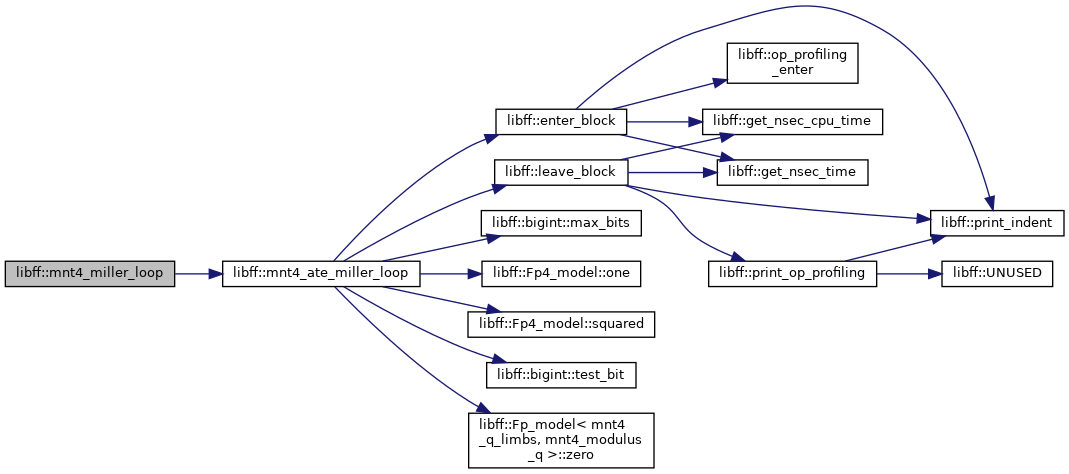 libff::mnt4_miller_loop
libff::mnt4_ate_miller_loop
libff::enter_block
libff::leave_block
libff::bigint::max_bits
libff::Fp4_model::one
libff::Fp4_model::squared
libff::bigint::test_bit
libff::Fp_model< mnt4
_q_limbs, mnt4_modulus
_q >::zero
libff::op_profiling
_enter
libff::get_nsec_cpu_time
libff::get_nsec_time
libff::print_op_profiling
libff::print_indent
libff::UNUSED